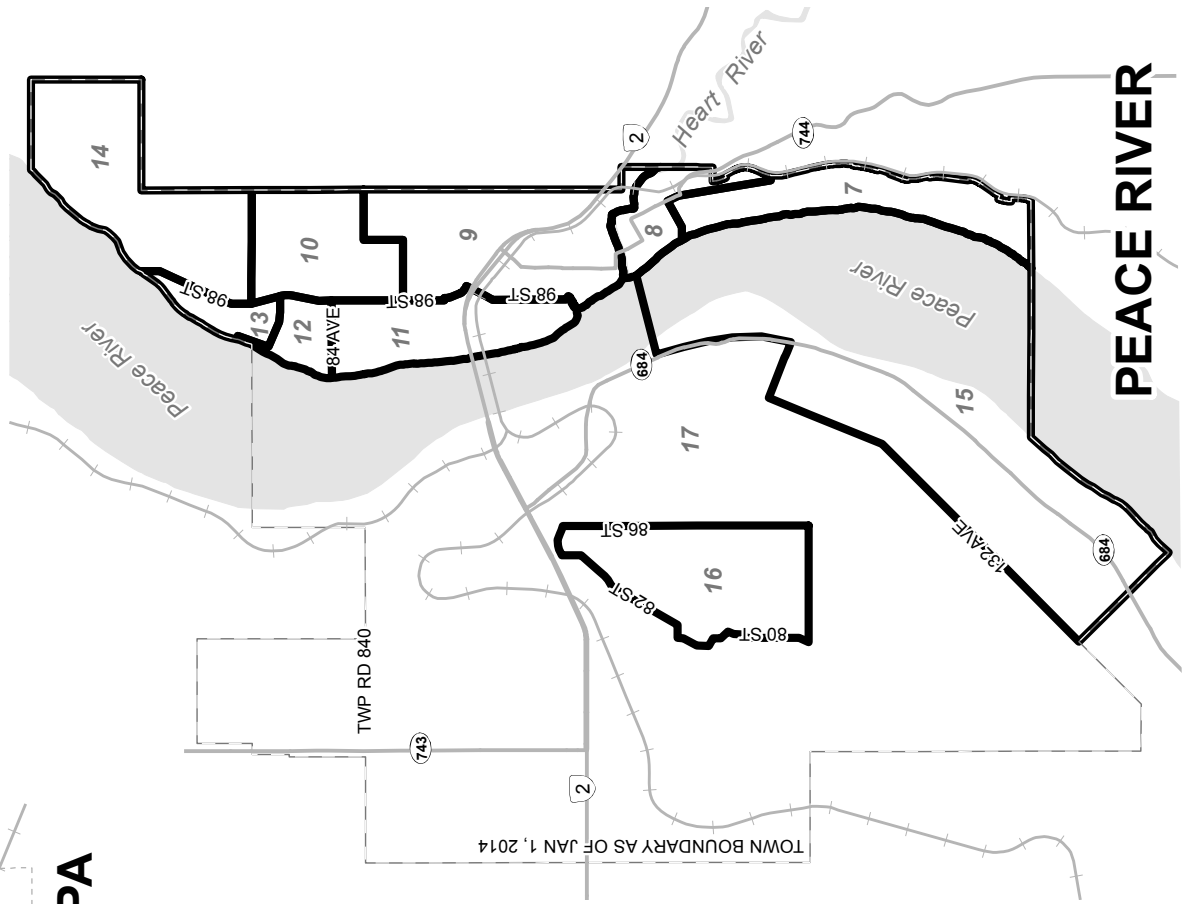 PEACE RIVER
Heart River
2
744
14
7
8
9
10
98 ST
98 ST
98 ST
13
12
84 AVE
11
Peace River
Peace River
684
15
17
86 ST
16
82 ST
80 ST
132 AVE
684
TWP RD 840
743
2
TOWN BOUNDARY AS OF JAN 1, 2014
PA